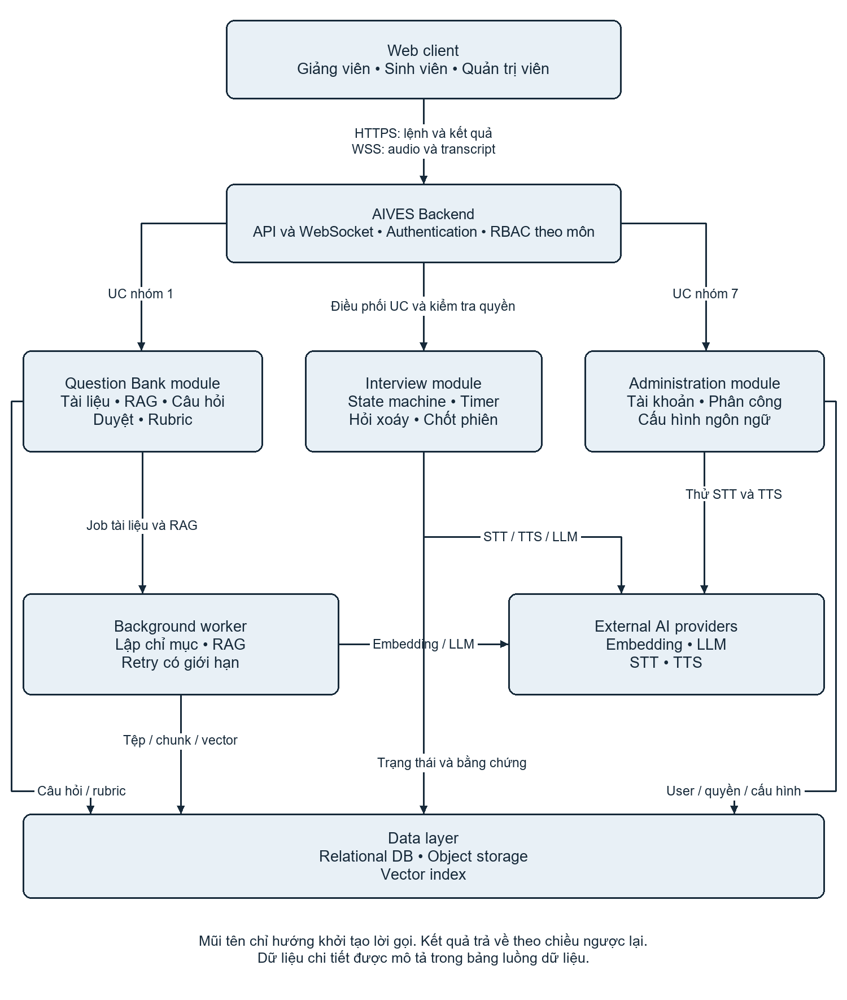 Web client
Giảng viên • Sinh viên • Quản trị viên
HTTPS: lệnh và kết quả
WSS: audio và transcript
AIVES Backend
API và WebSocket • Authentication • RBAC theo môn
UC nhóm 1
Điều phối UC và kiểm tra quyền
UC nhóm 7
Question Bank module
Tài liệu • RAG • Câu hỏi
Duyệt • Rubric
Interview module
State machine • Timer
Hỏi xoáy • Chốt phiên
Administration module
Tài khoản • Phân công
Cấu hình ngôn ngữ
Thử STT và TTS
Job tài liệu và RAG
STT / TTS / LLM
Background worker
Lập chỉ mục • RAG
Retry có giới hạn
Embedding / LLM
External AI providers
Embedding • LLM
STT • TTS
Tệp / chunk / vector
Trạng thái và bằng chứng
Câu hỏi / rubric
User / quyền / cấu hình
Data layer
Relational DB • Object storage
Vector index
Mũi tên chỉ hướng khởi tạo lời gọi. Kết quả trả về theo chiều ngược lại.
Dữ liệu chi tiết được mô tả trong bảng luồng dữ liệu.